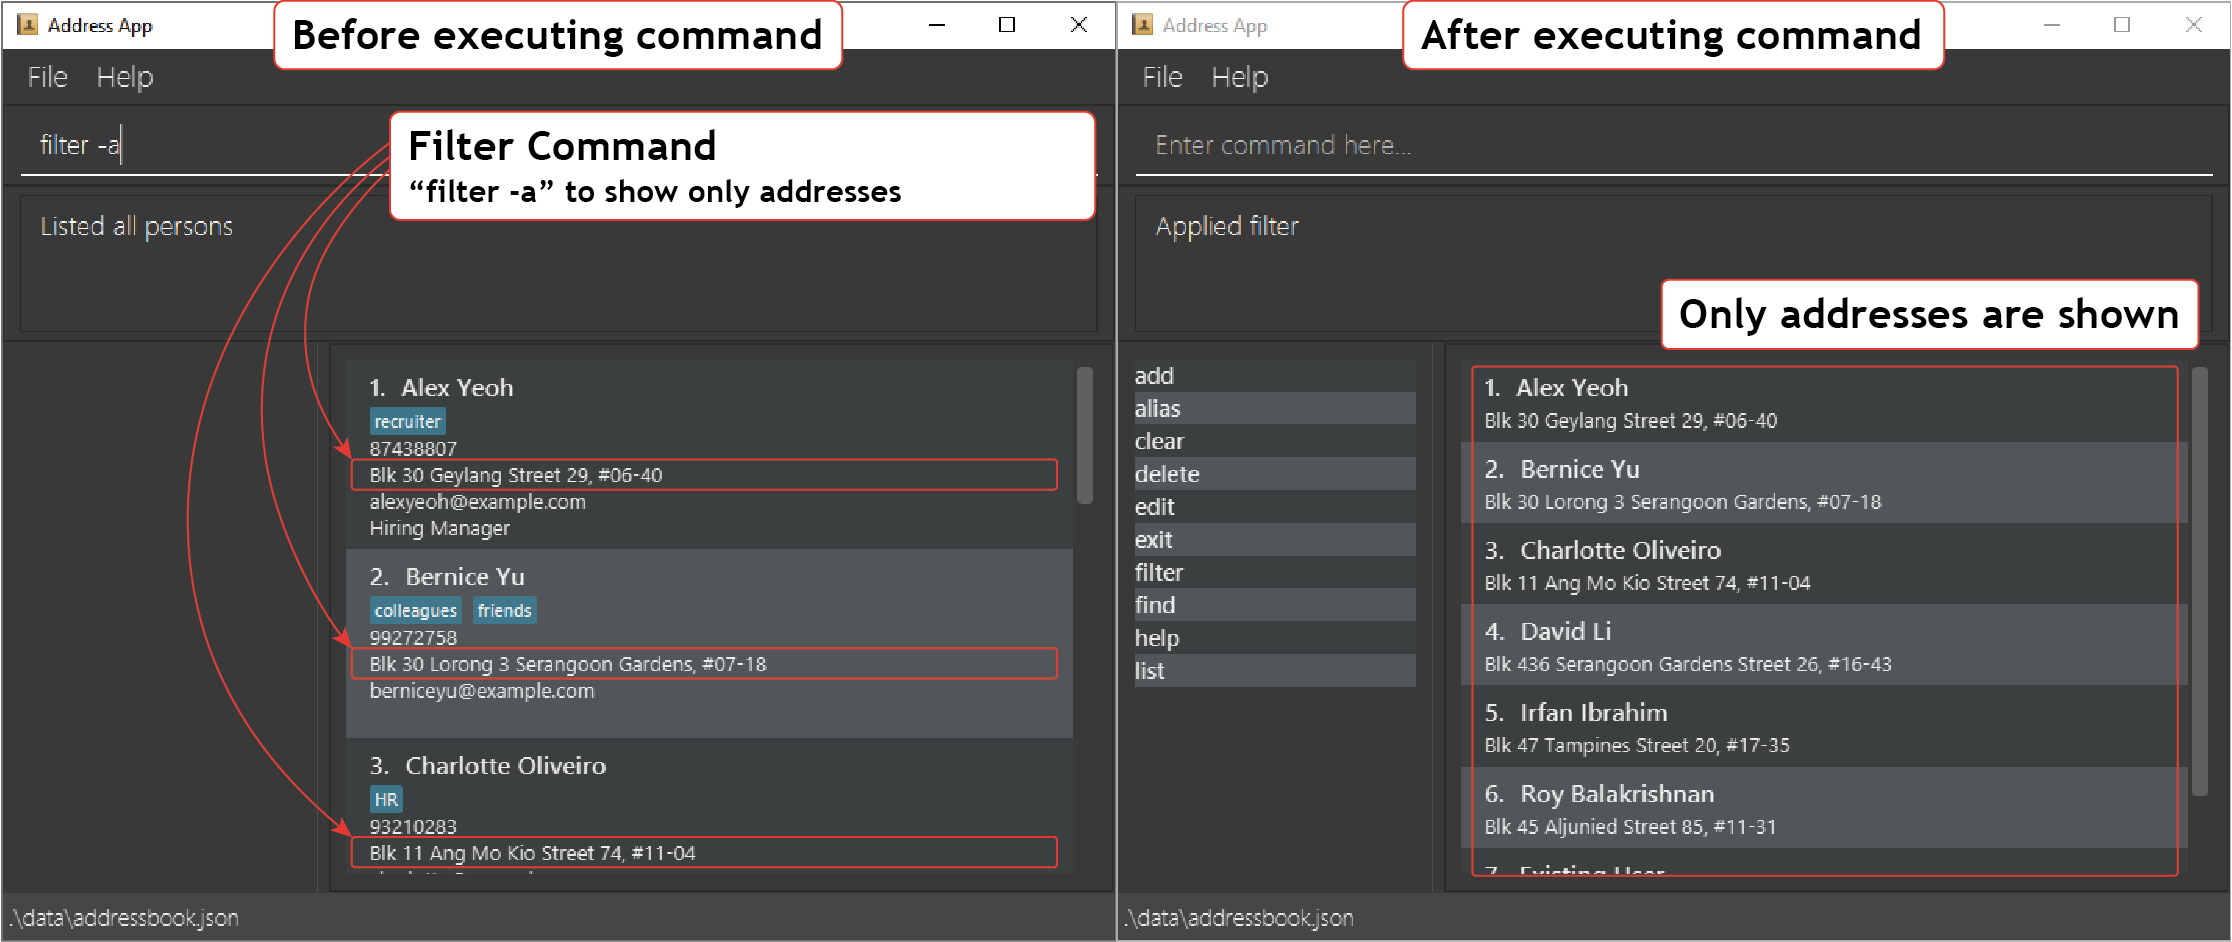 Address App
Before executing command
File Help
filter -a
Filter Command
“filter -a” to show only addresses
Listed all persons
1. Alex Yeoh
recruiter
87438807
Blk 30 Geylang Street 29, #06-40
alexyeoh@example.com
Hiring Manager
2. Bernice Yu
colleagues friends
99272758
Blk 30 Lorong 3 Serangoon Gardens, #07-18
berniceyu@example.com
3. Charlotte Oliveiro
HR
93210283
Blk 11 Ang Mo Kio Street 74, #11-04
.\data\addressbook.json
Address App
After executing command
File Help
Enter command here...
Applied filter
Only addresses are shown
add
alias
clear
delete
edit
exit
filter
find
help
list
1. Alex Yeoh
Blk 30 Geylang Street 29, #06-40
2. Bernice Yu
Blk 30 Lorong 3 Serangoon Gardens, #07-18
3. Charlotte Oliveiro
Blk 11 Ang Mo Kio Street 74, #11-04
4. David Li
Blk 436 Serangoon Gardens Street 26, #16-43
5. Irfan Ibrahim
Blk 47 Tampines Street 20, #17-35
6. Roy Balakrishnan
Blk 45 Aljunied Street 85, #11-31
7. Existing User
.\data\addressbook.json